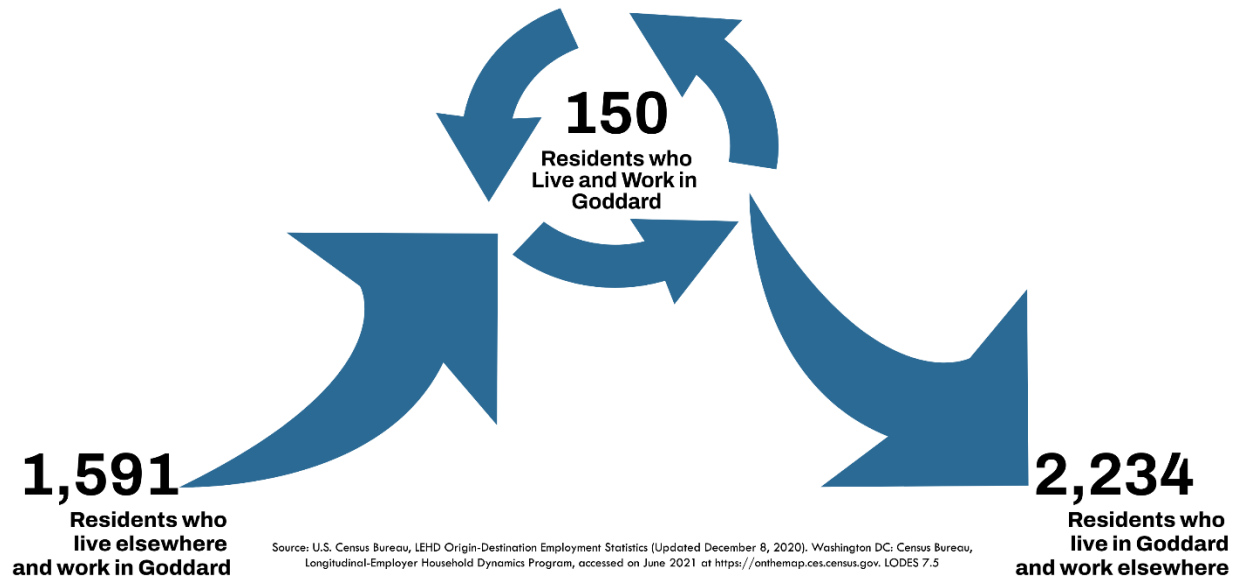 150
Residents who
Live and Work in
Goddard
1,591
Residents who
live elsewhere
and work in Goddard
2,234
Residents who
live in Goddard
and work elsewhere
Source: U.S. Census Bureau, LEHD Origin-Destination Employment Statistics (Updated December 8, 2020). Washington DC: Census Bureau,
Longitudinal-Employer Household Dynamics Program, accessed on June 2021 at https://onthemap.ces.census.gov. LODES 7.5